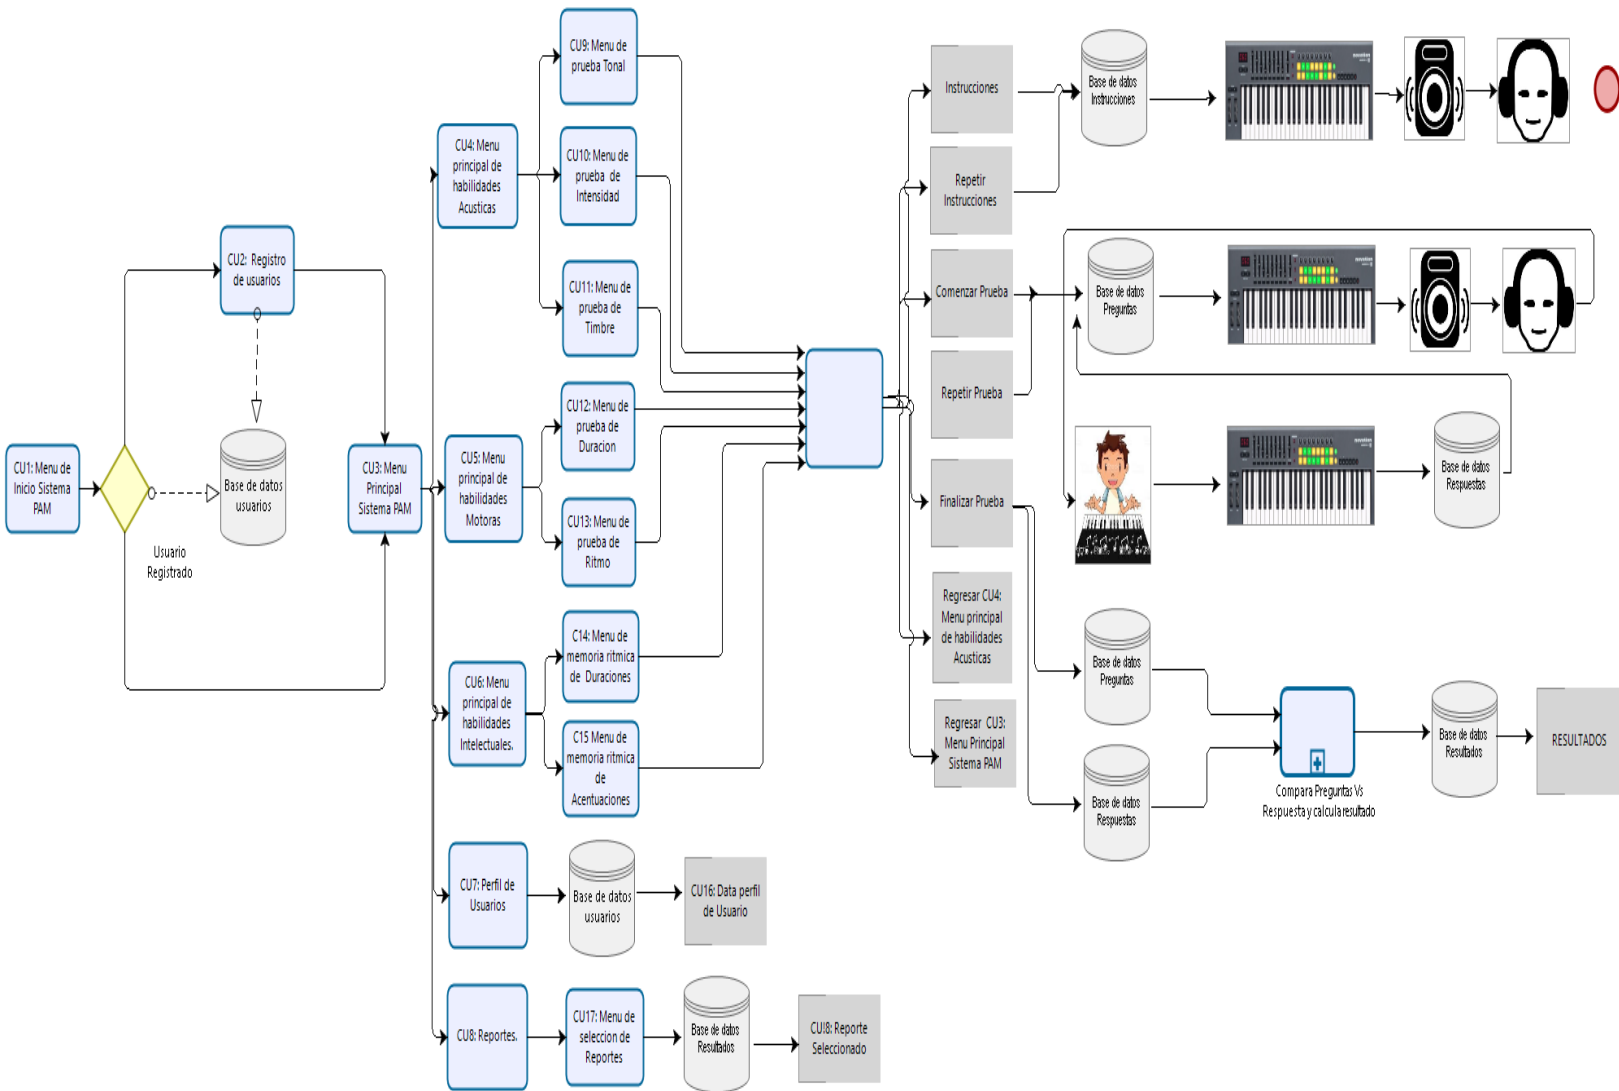 CU1: Menu de
Inicio Sistema
PAM
CU2:  Registro
de usuarios
Usuario
Registrado
Base de datos
usuarios
CU3: Menu
Principal
Sistema PAM
CU4: Menu
principal de
habilidades
Acusticas
CU5: Menu
principal de
habilidades
Motoras
CU6: Menu
principal de
habilidades
Intelectuales.
CU7: Perfil de
Usuarios
CU8: Reportes.
CU9: Menu de
prueba Tonal
CU10: Menu de
prueba  de
Intensidad
CU11: Menu de
prueba de
Timbre
CU12: Menu de
prueba de
Duracion
CU13: Menu de
prueba de
Ritmo
C14: Menu de
memoria ritmica
de  Duraciones
C15 Menu de
memoria ritmica
de
Acentuaciones
Base de datos
usuarios
CU16: Data perfil
de Usuario
CU17: Menu de
seleccion de
Reportes
Base de datos
Resultados
CUI8: Reporte
Seleccionado
Instrucciones
Repetir
Instrucciones
Comenzar Prueba
Repetir Prueba
Finalizar Prueba
Regresar CU4:
Menu principal
de habilidades
Acusticas
Regresar  CU3:
Menu Principal
Sistema PAM
Base de datos
Instrucciones
Base de datos
Preguntas
Base de datos
Respuestas
Base de datos
Preguntas
Base de datos
Respuestas
Compara Preguntas Vs
Respuesta y calcula resultado
Base de datos
Resultados
RESULTADOS